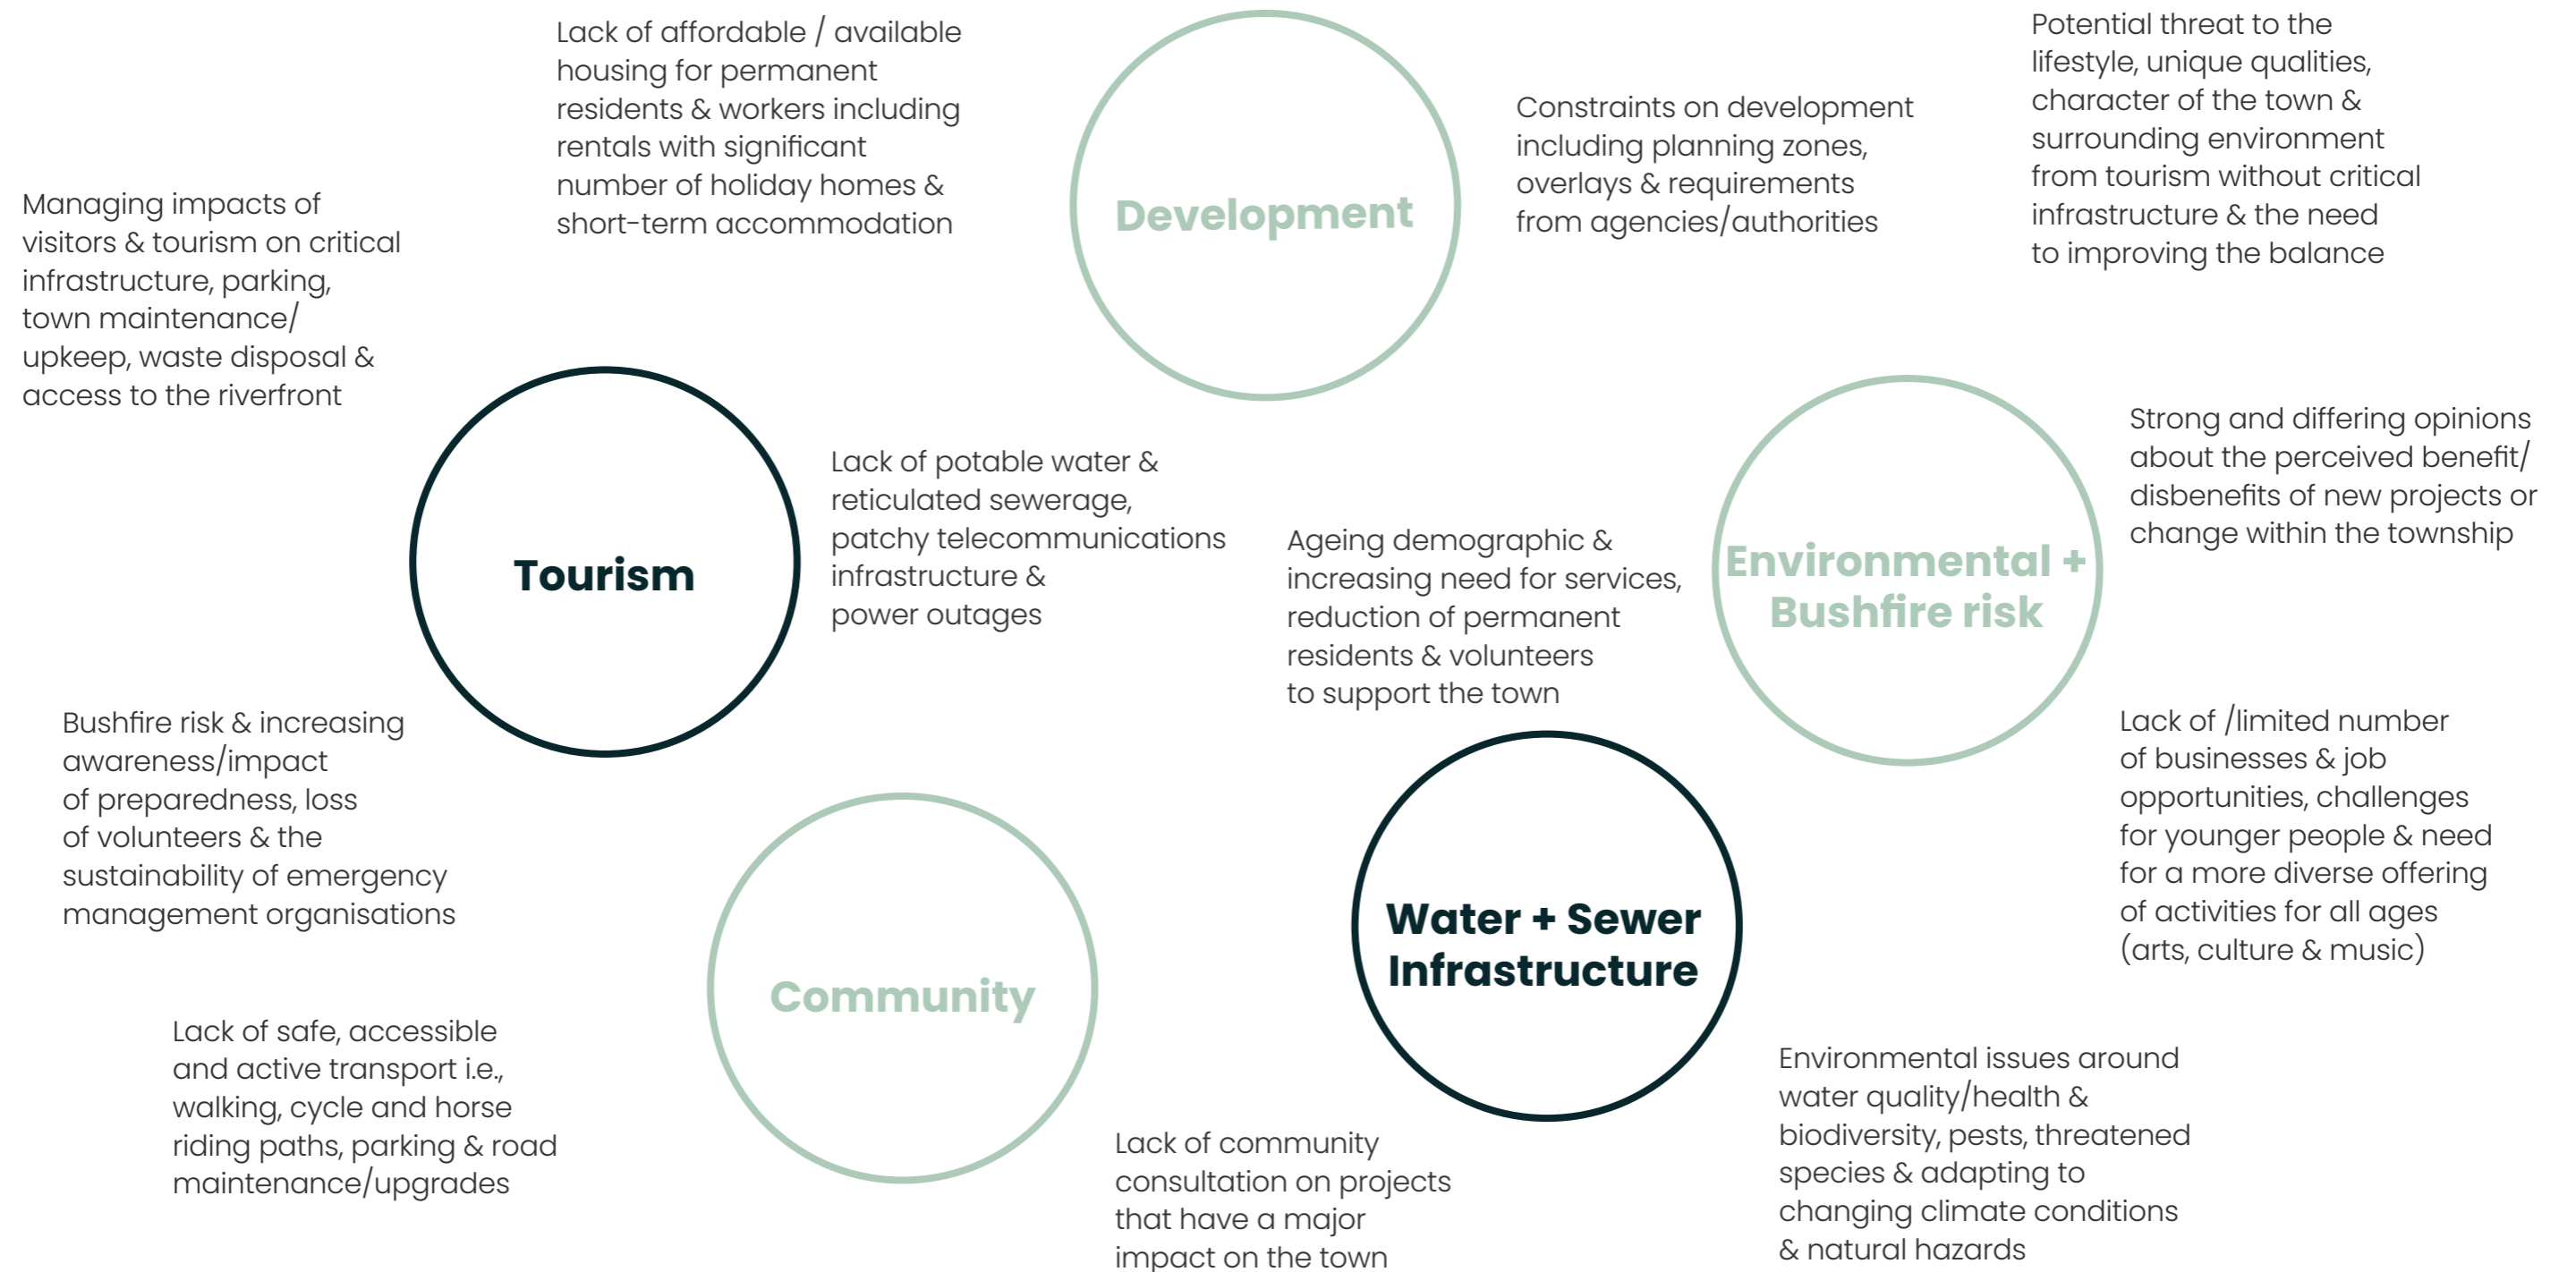 Lack of affordable / available
housing for permanent
residents & workers including
rentals with significant
number of holiday homes &
short-term accommodation
Development
Constraints on development
including planning zones,
overlays & requirements
from agencies/authorities
Potential threat to the
lifestyle, unique qualities,
character of the town &
surrounding environment
from tourism without critical
infrastructure & the need
to improving the balance
Managing impacts of
visitors & tourism on critical
infrastructure, parking,
town maintenance/
upkeep, waste disposal &
access to the riverfront
Tourism
Lack of potable water &
reticulated sewerage,
patchy telecommunications
infrastructure &
power outages
Ageing demographic &
increasing need for services,
reduction of permanent
residents & volunteers
to support the town
Environmental +
Bushfire risk
Strong and differing opinions
about the perceived benefit/
disbenefits of new projects or
change within the township
Bushfire risk & increasing
awareness/impact
of preparedness, loss
of volunteers & the
sustainability of emergency
management organisations
Community
Water + Sewer
Infrastructure
Lack of /limited number
of businesses & job
opportunities, challenges
for younger people & need
for a more diverse offering
of activities for all ages
(arts, culture & music)
Lack of safe, accessible
and active transport i.e.,
walking, cycle and horse
riding paths, parking & road
maintenance/upgrades
Lack of community
consultation on projects
that have a major
impact on the town
Environmental issues around
water quality/health &
biodiversity, pests, threatened
species & adapting to
changing climate conditions
& natural hazards